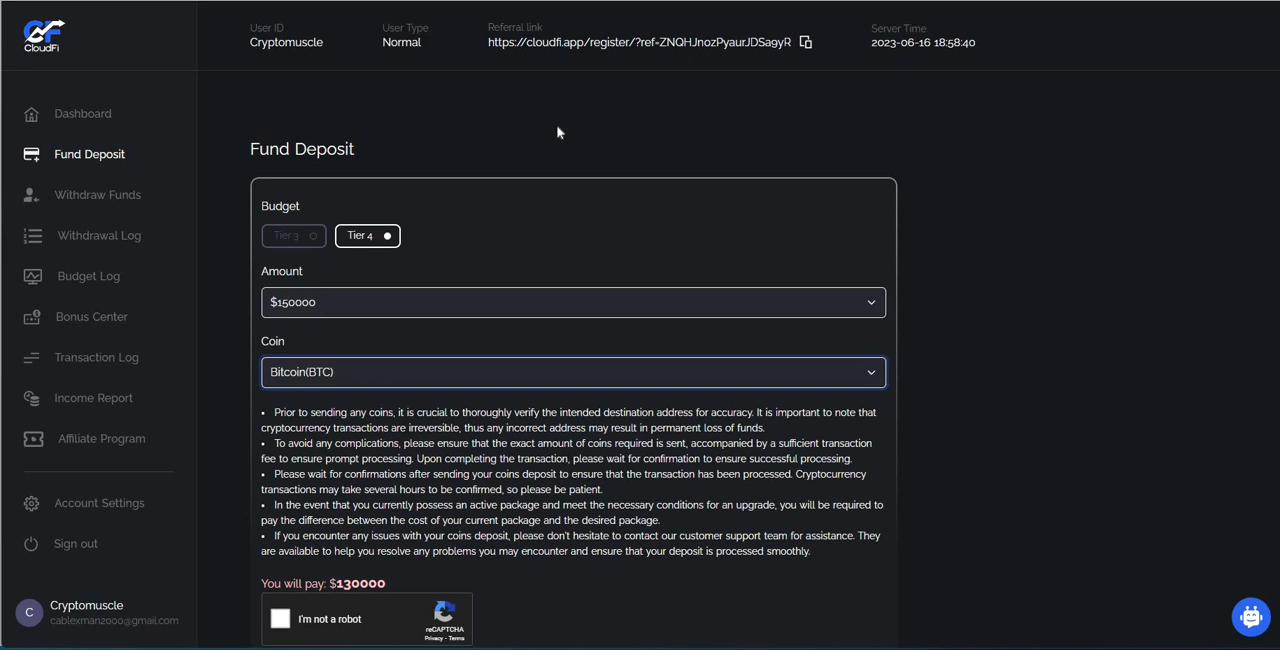 CF
CloudFi
User ID
Cryptomuscle
User Type
Normal
Referral link
https://cloudfi.app/register/?ref=ZNQHJnozPyaurJDSa9yR
Server Time
2023-06-16 18:58:40
Dashboard
Fund Deposit
Withdraw Funds
Withdrawal Log
Budget Log
Bonus Center
Transaction Log
Income Report
Affiliate Program
Account Settings
Sign out
C
Cryptomuscle
cablexman2000@gmail.com
Fund Deposit
Budget
Tier 3
Tier 4
Amount
$150000
Coin
Bitcoin(BTC)
• Prior to sending any coins, it is crucial to thoroughly verify the intended destination address for accuracy. It is important to note that
cryptocurrency transactions are irreversible, thus any incorrect address may result in permanent loss of funds.
• To avoid any complications, please ensure that the exact amount of coins required is sent, accompanied by a sufficient transaction
fee to ensure prompt processing. Upon completing the transaction, please wait for confirmation to ensure successful processing.
• Please wait for confirmations after sending your coins deposit to ensure that the transaction has been processed. Cryptocurrency
transactions may take several hours to be confirmed, so please be patient.
• In the event that you currently possess an active package and meet the necessary conditions for an upgrade, you will be required to
pay the difference between the cost of your current package and the desired package.
• If you encounter any issues with your coins deposit, please don't hesitate to contact our customer support team for assistance. They
are available to help you resolve any problems you may encounter and ensure that your deposit is processed smoothly.
You will pay: $130000
I'm not a robot
reCAPTCHA
Privacy - Terms